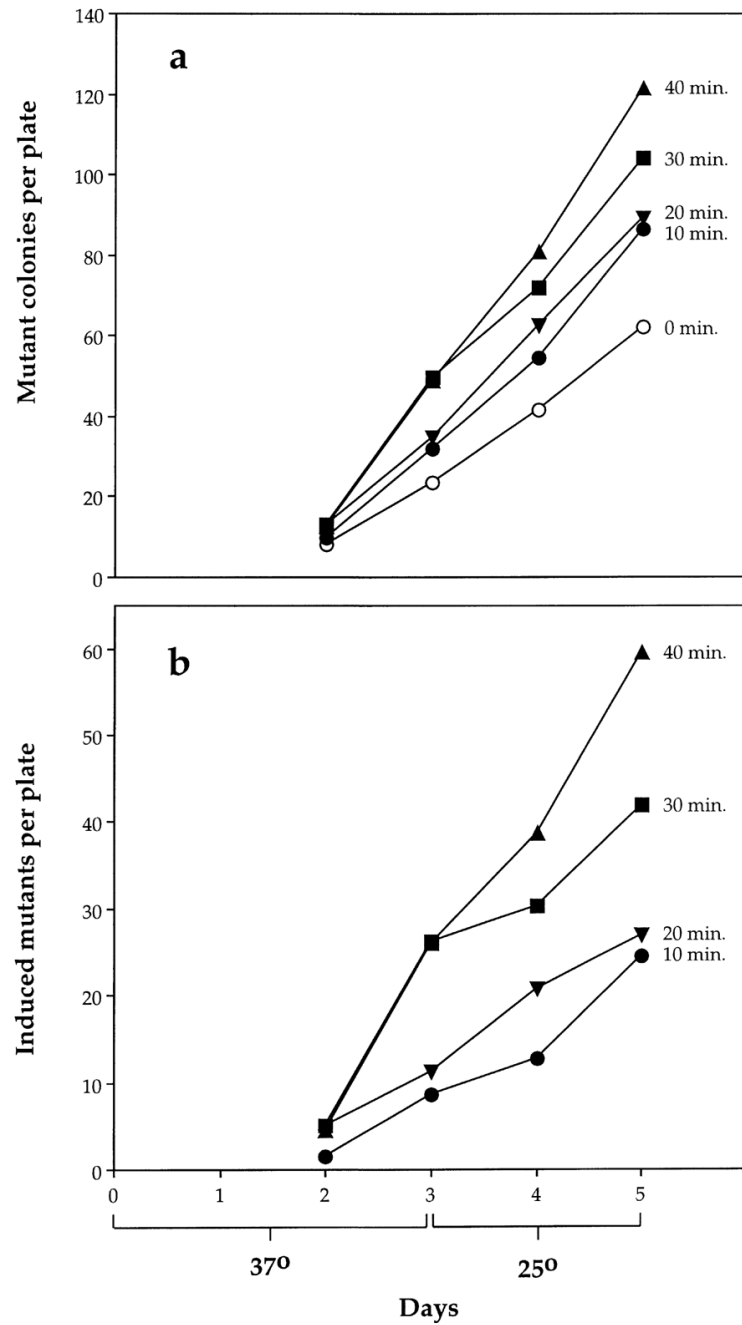 a
Mutant colonies per plate
140
120
100
80
60
40
20
0
40 min.
30 min.
20 min.
10 min.
0 min.
b
Induced mutants per plate
60
50
40
30
20
10
0
40 min.
30 min.
20 min.
10 min.
0 1 2 3 4 5
37º 25º
Days